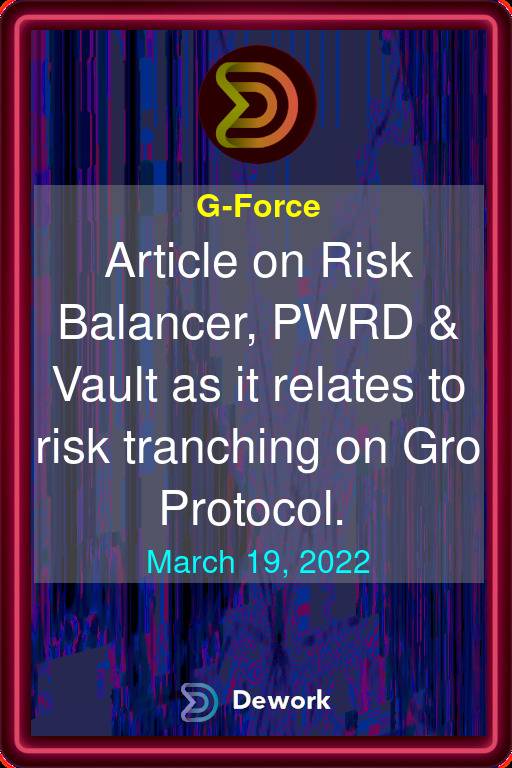 G-Force
Article on Risk
Balancer, PWRD &
Vault as it relates to
risk tranching on Gro
Protocol.
March 19, 2022
Dework